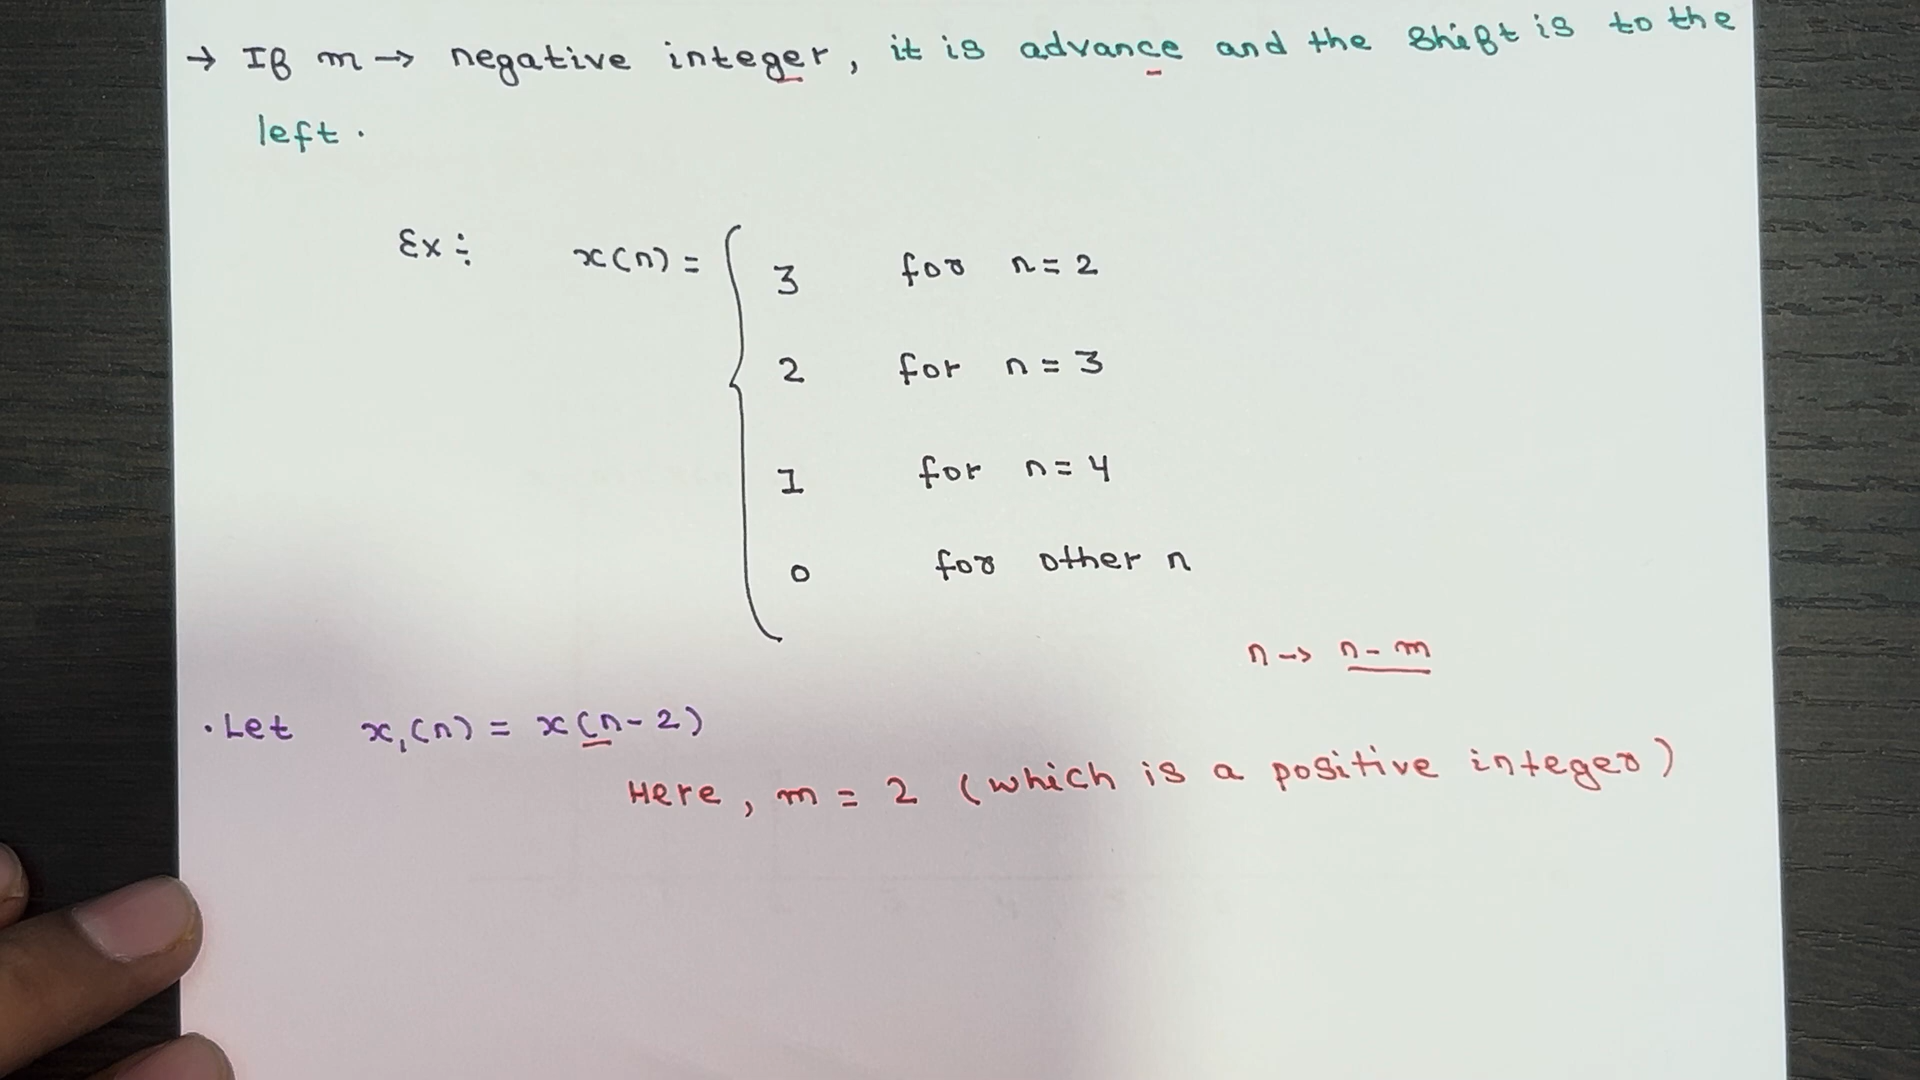 → If m → negative integer, it is advance and the shift is to the
left.
Ex: x(n) = { 3 for n = 2
2 for n = 3
1 for n = 4
0 for other n
n → n - m
• Let x₁(n) = x(n-2)
Here, m = 2 (which is a positive integer)